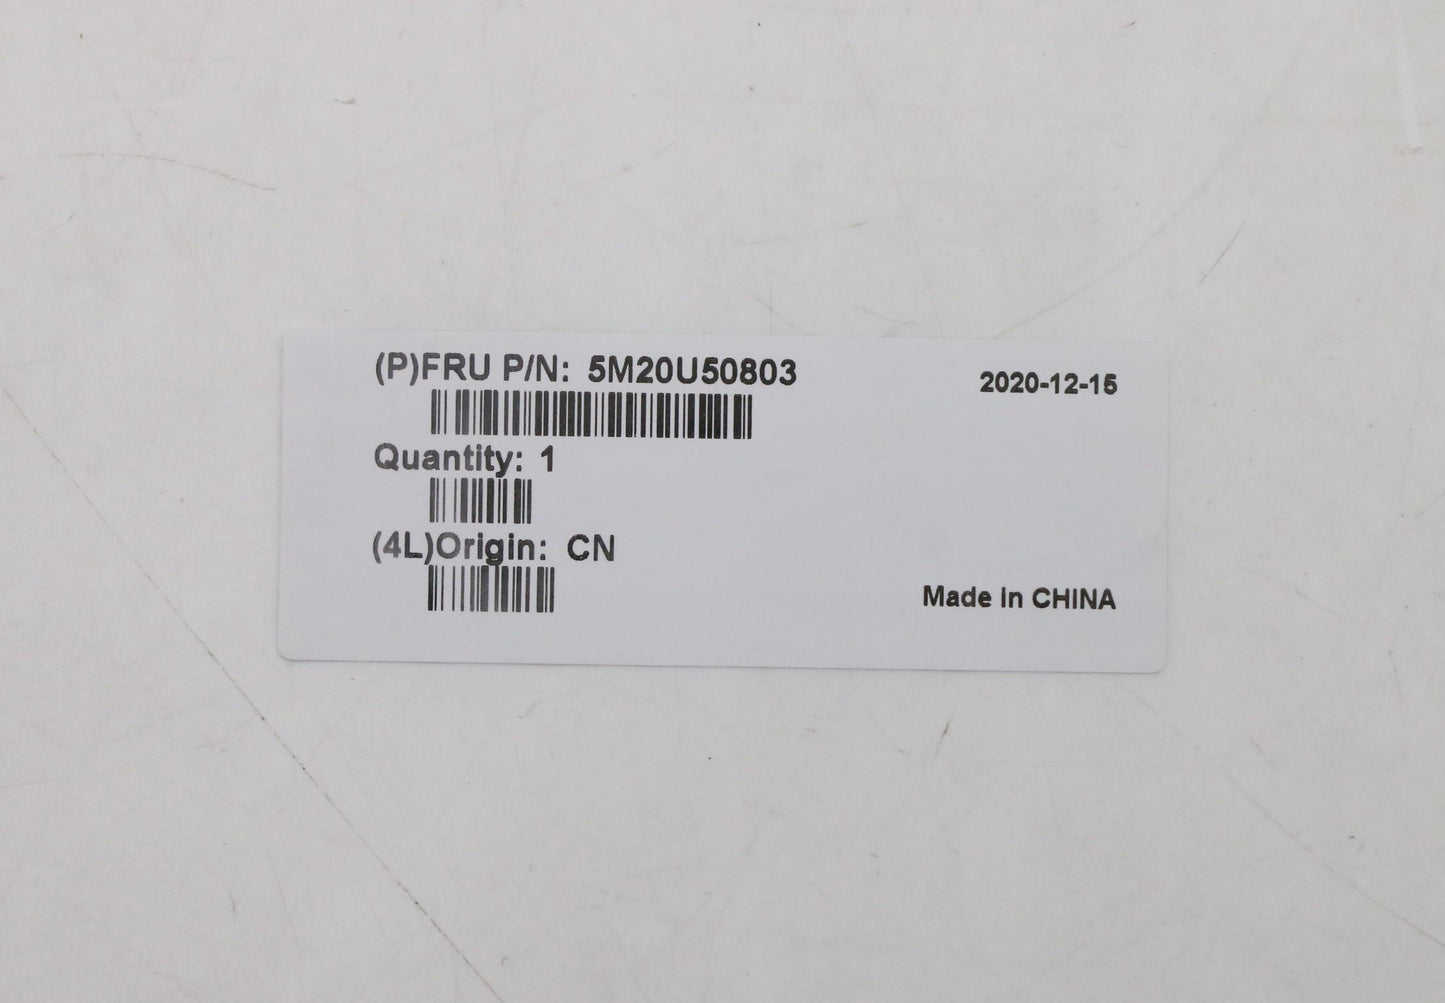 (P)FRU P/N: 5M20U50803
2020-12-15
Quantity: 1
(4L)Origin: CN
Made in CHINA